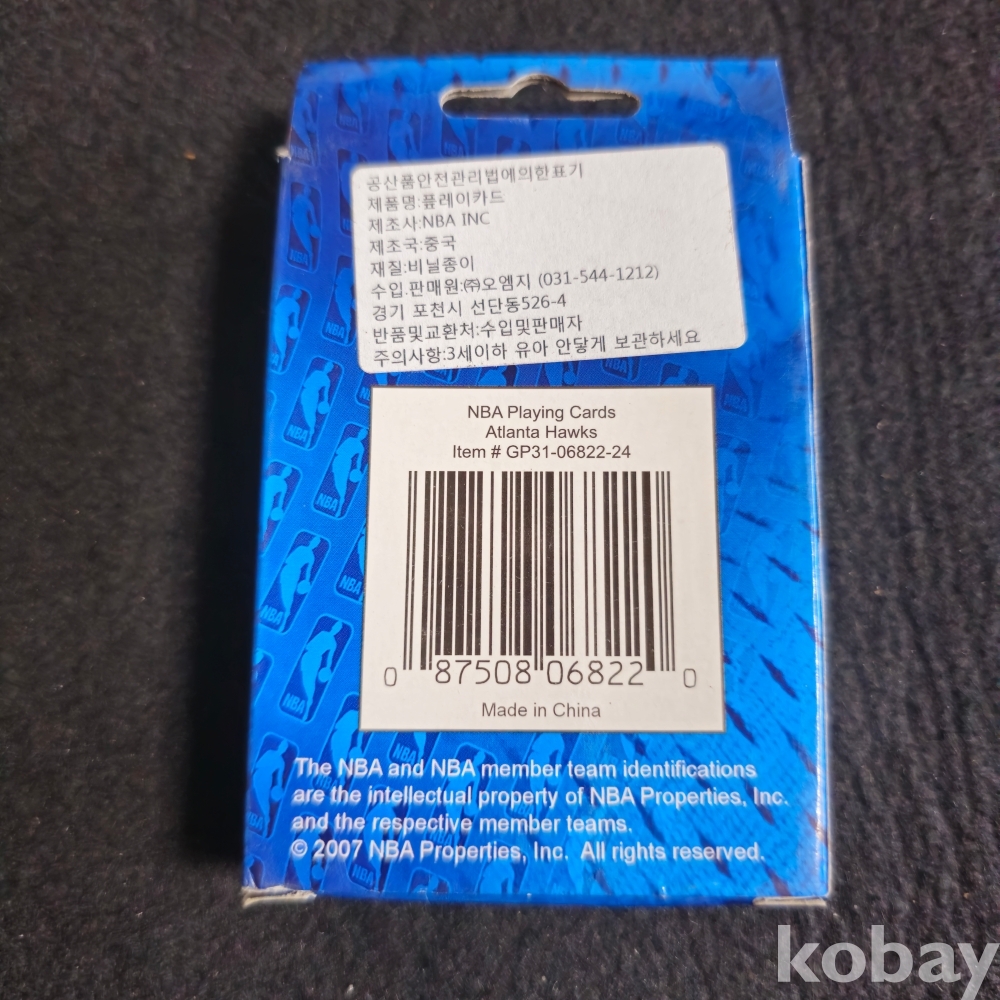 공산품안전관리법에의한표기
제품명:플레이카드
제조사:NBA INC
제조국:중국
재질:비닐종이
수입.판매원:㈜오엠지 (031-544-1212)
경기 포천시 선단동526-4
반품및교환처:수입및판매자
주의사항:3세이하 유아 안닿게 보관하세요
NBA Playing Cards
Atlanta Hawks
Item # GP31-06822-24
0 87508 06822 0
Made in China
The NBA and NBA member team identifications
are the intellectual property of NBA Properties, Inc.
and the respective member teams.
© 2007 NBA Properties, Inc. All rights reserved.
kobay